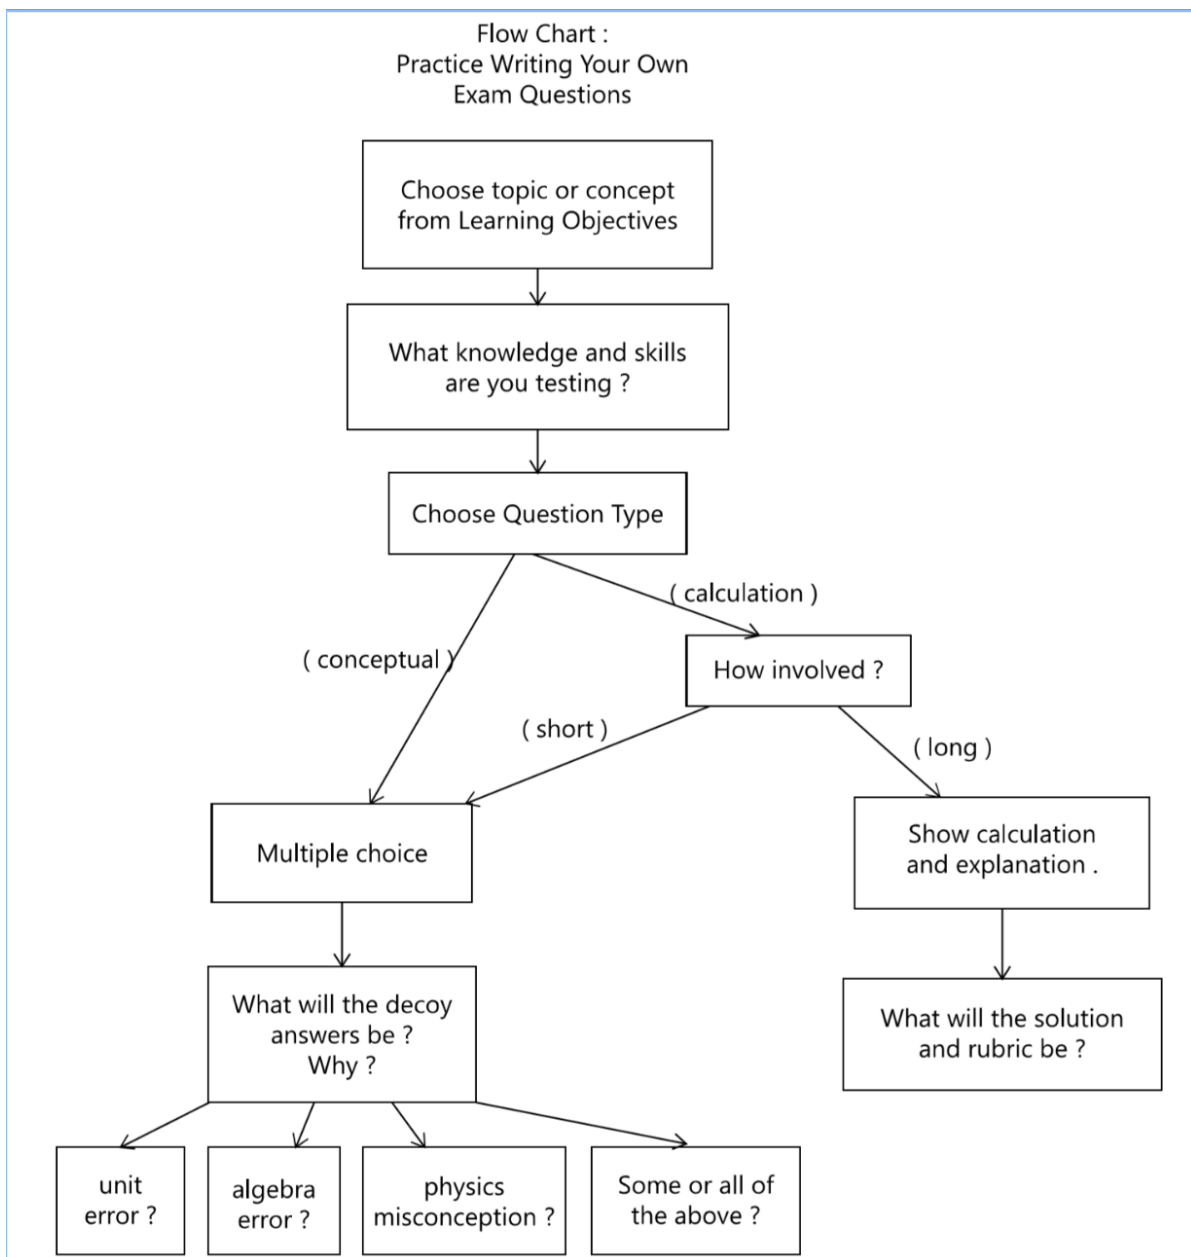 Flow Chart :
Practice Writing Your Own
Exam Questions
Choose topic or concept
from Learning Objectives
What knowledge and skills
are you testing ?
Choose Question Type
( calculation )
( conceptual )
How involved ?
( short )
( long )
Multiple choice
Show calculation
and explanation .
What will the decoy
answers be ?
Why ?
What will the solution
and rubric be ?
unit
error ?
algebra
error ?
physics
misconception ?
Some or all of
the above ?